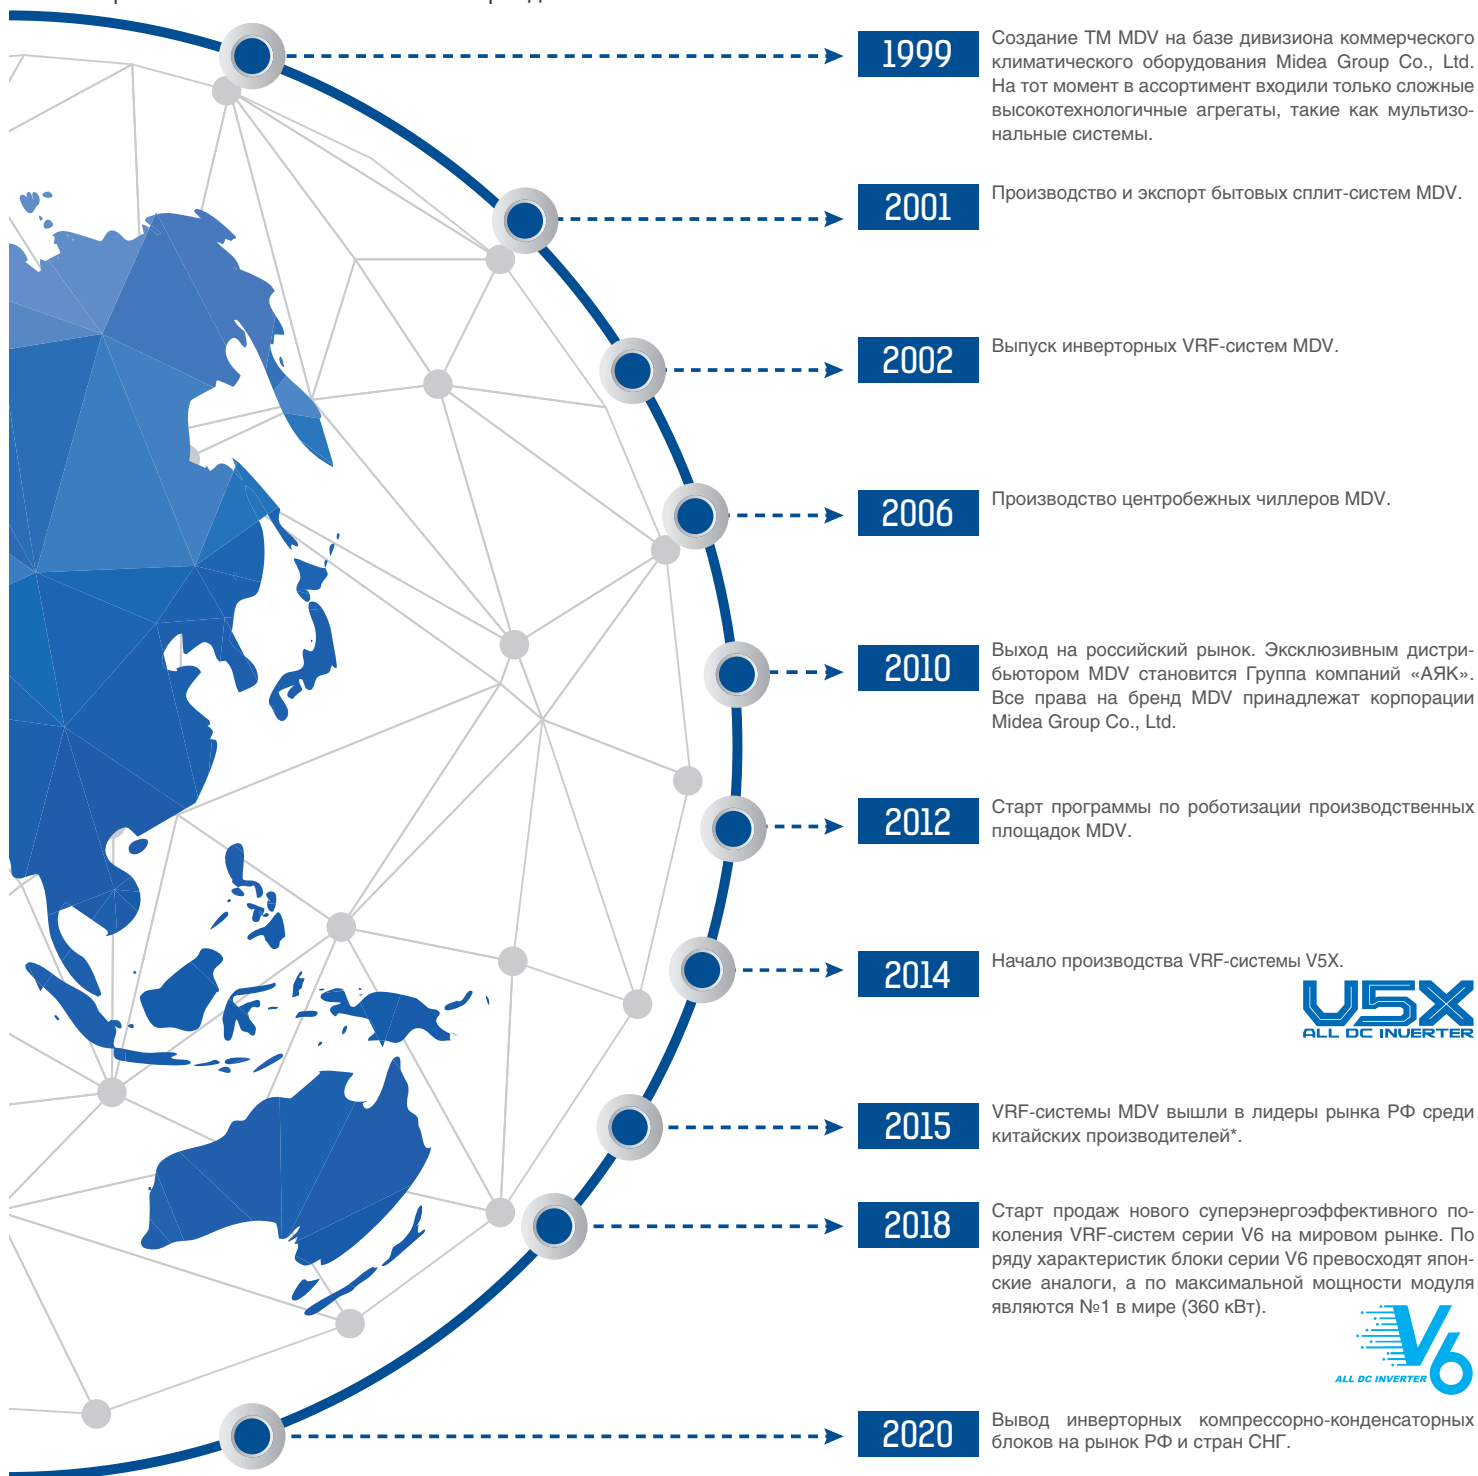 1999
Создание ТМ MDV на базе дивизиона коммерческого
климатического оборудования Midea Group Co., Ltd.
На тот момент в ассортимент входили только сложные
высокотехнологичные агрегаты, такие как мультизо-
нальные системы.
2001
Производство и экспорт бытовых сплит-систем MDV.
2002
Выпуск инверторных VRF-систем MDV.
2006
Производство центробежных чиллеров MDV.
2010
Выход на российский рынок. Эксклюзивным дистри-
бьютором MDV становится Группа компаний «АЯК».
Все права на бренд MDV принадлежат корпорации
Midea Group Co., Ltd.
2012
Старт программы по роботизации производственных
площадок MDV.
2014
Начало производства VRF-системы V5X.
V5X
ALL DC INVERTER
2015
VRF-системы MDV вышли в лидеры рынка РФ среди
китайских производителей*.
2018
Старт продаж нового суперэнергоэффективного по-
коления VRF-систем серии V6 на мировом рынке. По
ряду характеристик блоки серии V6 превосходят япон-
ские аналоги, а по максимальной мощности модуля
являются №1 в мире (360 кВт).
V6
ALL DC INVERTER
2020
Вывод инверторных компрессорно-конденсаторных
блоков на рынок РФ и стран СНГ.